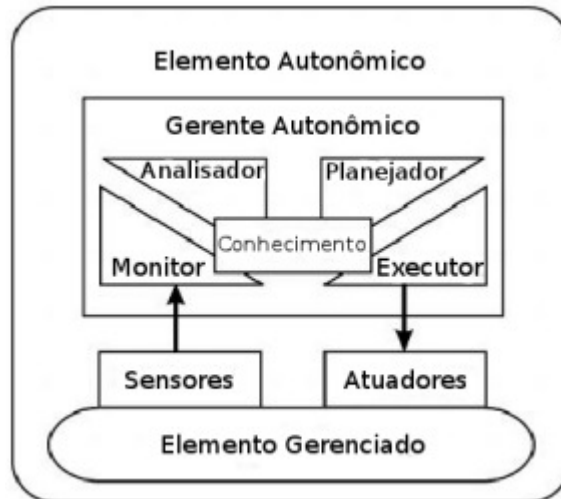 Elemento Autonômico
Gerente Autonômico
Analisador Planejador
Conhecimento
Monitor Executor
Sensores Atuadores
Elemento Gerenciado